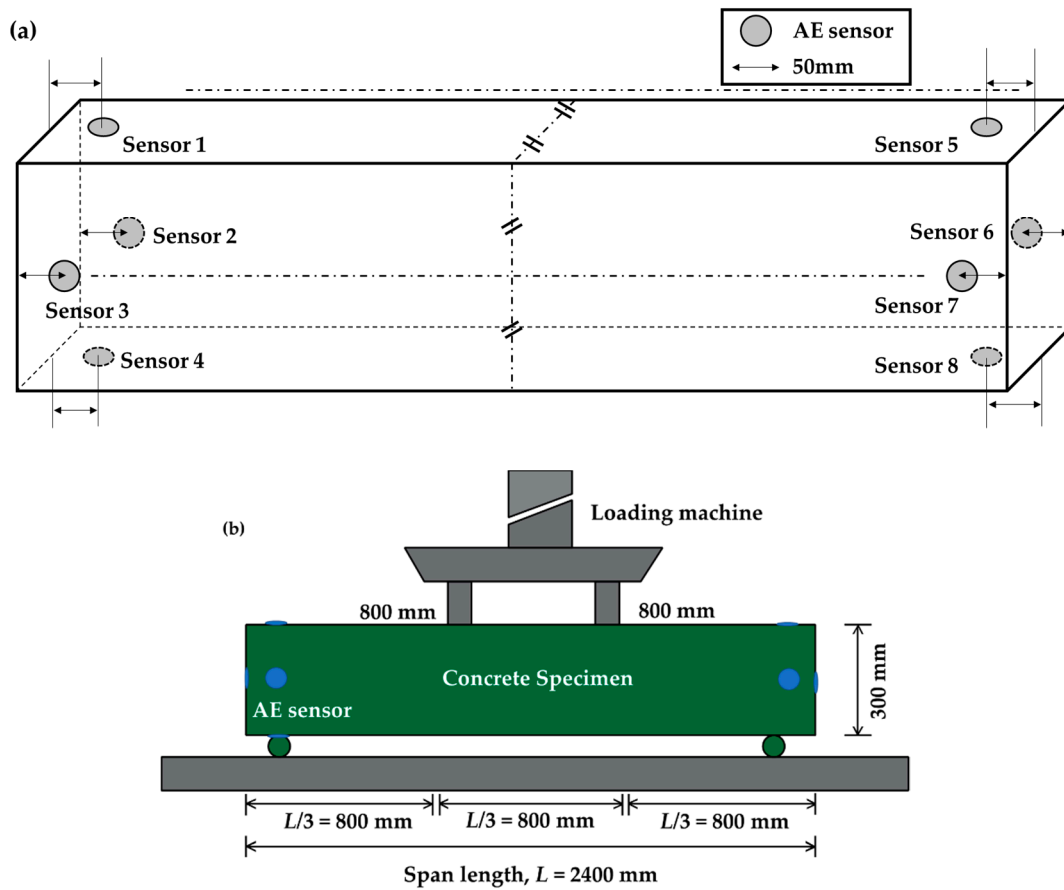 (a)
AE sensor
50mm
Sensor 1
Sensor 5
Sensor 2
Sensor 6
Sensor 3
Sensor 7
Sensor 4
Sensor 8
(b)
Loading machine
800 mm
800 mm
Concrete Specimen
300 mm
AE sensor
L/3 = 800 mm
L/3 = 800 mm
L/3 = 800 mm
Span length, L = 2400 mm